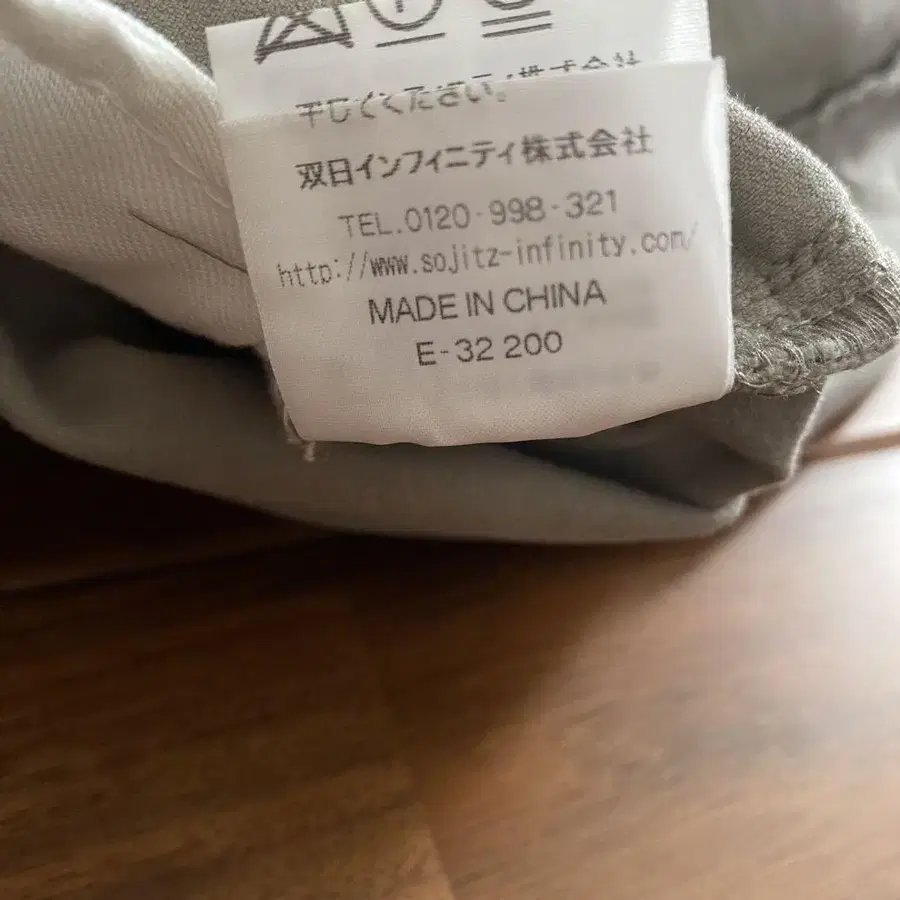 干してください。
双日インフィニティ株式会社
TEL.0120-998-321
http://www.sojitz-infinity.com/
MADE IN CHINA
E-32 200